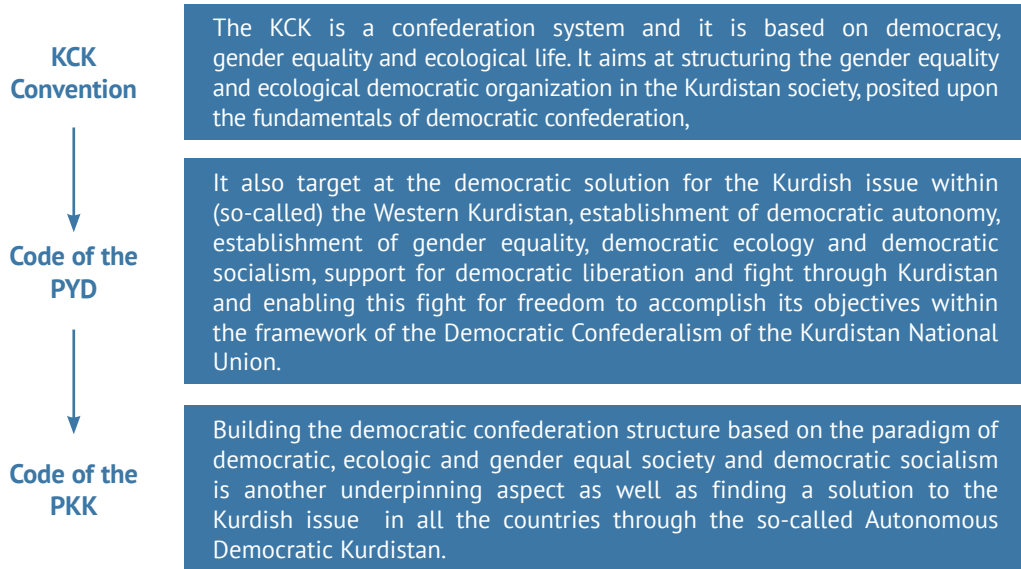 KCK
Convention
The KCK is a confederation system and it is based on democracy,
gender equality and ecological life. It aims at structuring the gender equality
and ecological democratic organization in the Kurdistan society, posited upon
the fundamentals of democratic confederation,
Code of the
PYD
It also target at the democratic solution for the Kurdish issue within
(so-called) the Western Kurdistan, establishment of democratic autonomy,
establishment of gender equality, democratic ecology and democratic
socialism, support for democratic liberation and fight through Kurdistan
and enabling this fight for freedom to accomplish its objectives within
the framework of the Democratic Confederalism of the Kurdistan National
Union.
Code of the
PKK
Building the democratic confederation structure based on the paradigm of
democratic, ecologic and gender equal society and democratic socialism
is another underpinning aspect as well as finding a solution to the
Kurdish issue in all the countries through the so-called Autonomous
Democratic Kurdistan.